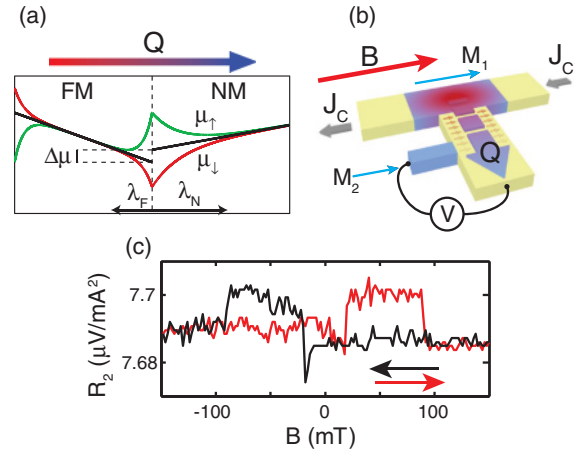 (a)
Q
FM
NM
μ↑
Δμ
μ↓
λF
λN
(b)
B
M1
JC
JC
Q
M2
V
(c)
R2 (μV/mA²)
7.7
7.68
-100
0
100
B (mT)